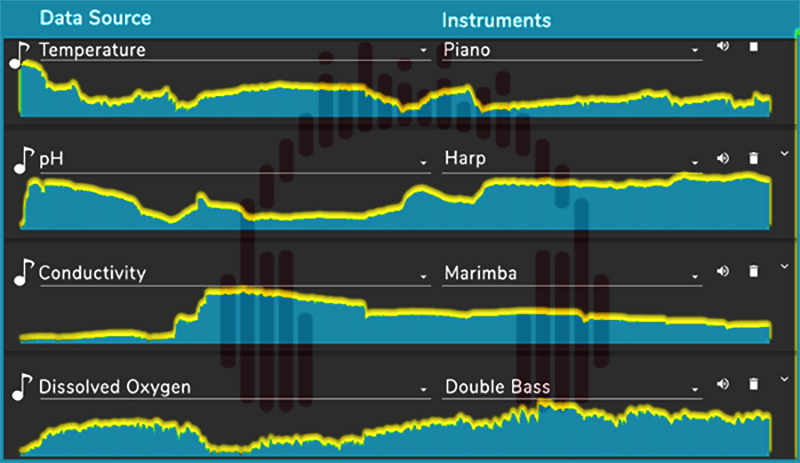 Data Source Instruments
Temperature Piano
pH Harp
Conductivity Marimba
Dissolved Oxygen Double Bass